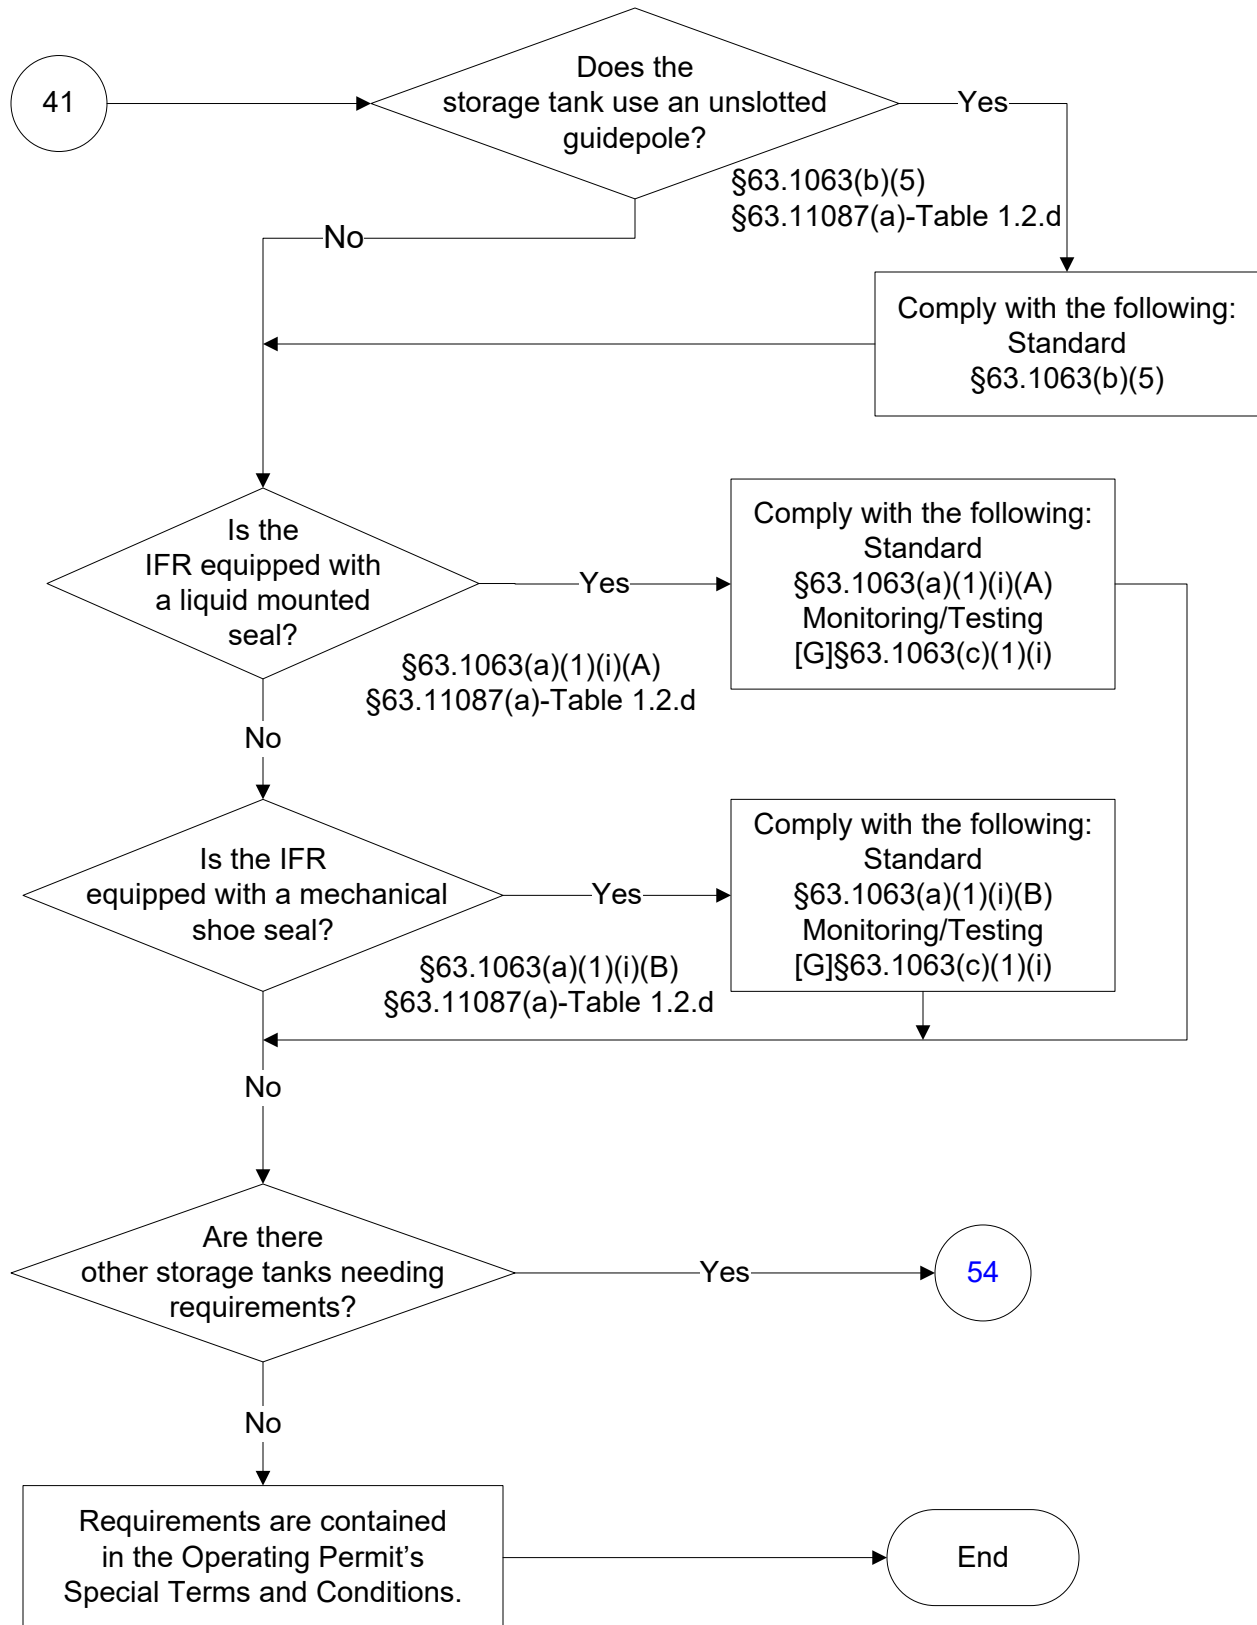 41
Does the
storage tank use an unslotted
guidepole?
Yes
§63.1063(b)(5)
§63.11087(a)-Table 1.2.d
No
Comply with the following:
Standard
§63.1063(b)(5)
Is the
IFR equipped with
a liquid mounted
seal?
Yes
Comply with the following:
Standard
§63.1063(a)(1)(i)(A)
Monitoring/Testing
[G]§63.1063(c)(1)(i)
§63.1063(a)(1)(i)(A)
§63.11087(a)-Table 1.2.d
No
Is the IFR
equipped with a mechanical
shoe seal?
Yes
Comply with the following:
Standard
§63.1063(a)(1)(i)(B)
Monitoring/Testing
[G]§63.1063(c)(1)(i)
§63.1063(a)(1)(i)(B)
§63.11087(a)-Table 1.2.d
No
Are there
other storage tanks needing
requirements?
Yes
54
No
Requirements are contained
in the Operating Permit’s
Special Terms and Conditions.
End